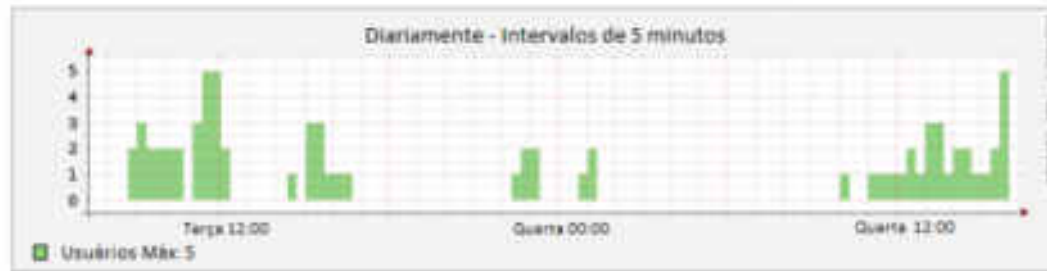 Diariamente - Intervalos de 5 minutos
5
4
3
2
1
0
Terça 12:00 Quarta 00:00 Quarta 12:00
Usuários Máx: 5